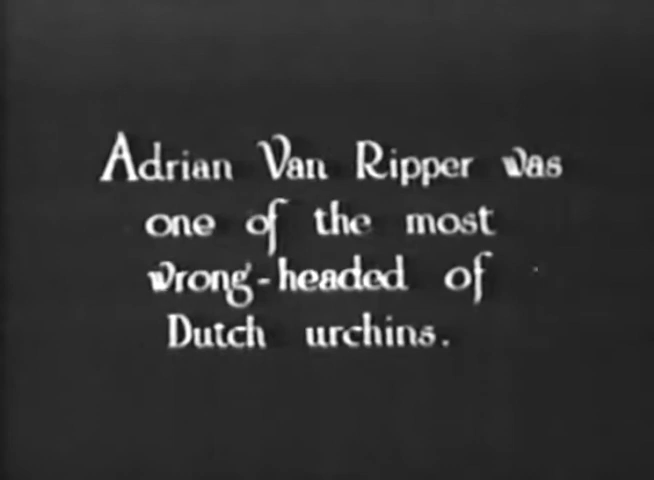 Adrian Van Ripper was
one of the most
wrong-headed of
Dutch urchins.